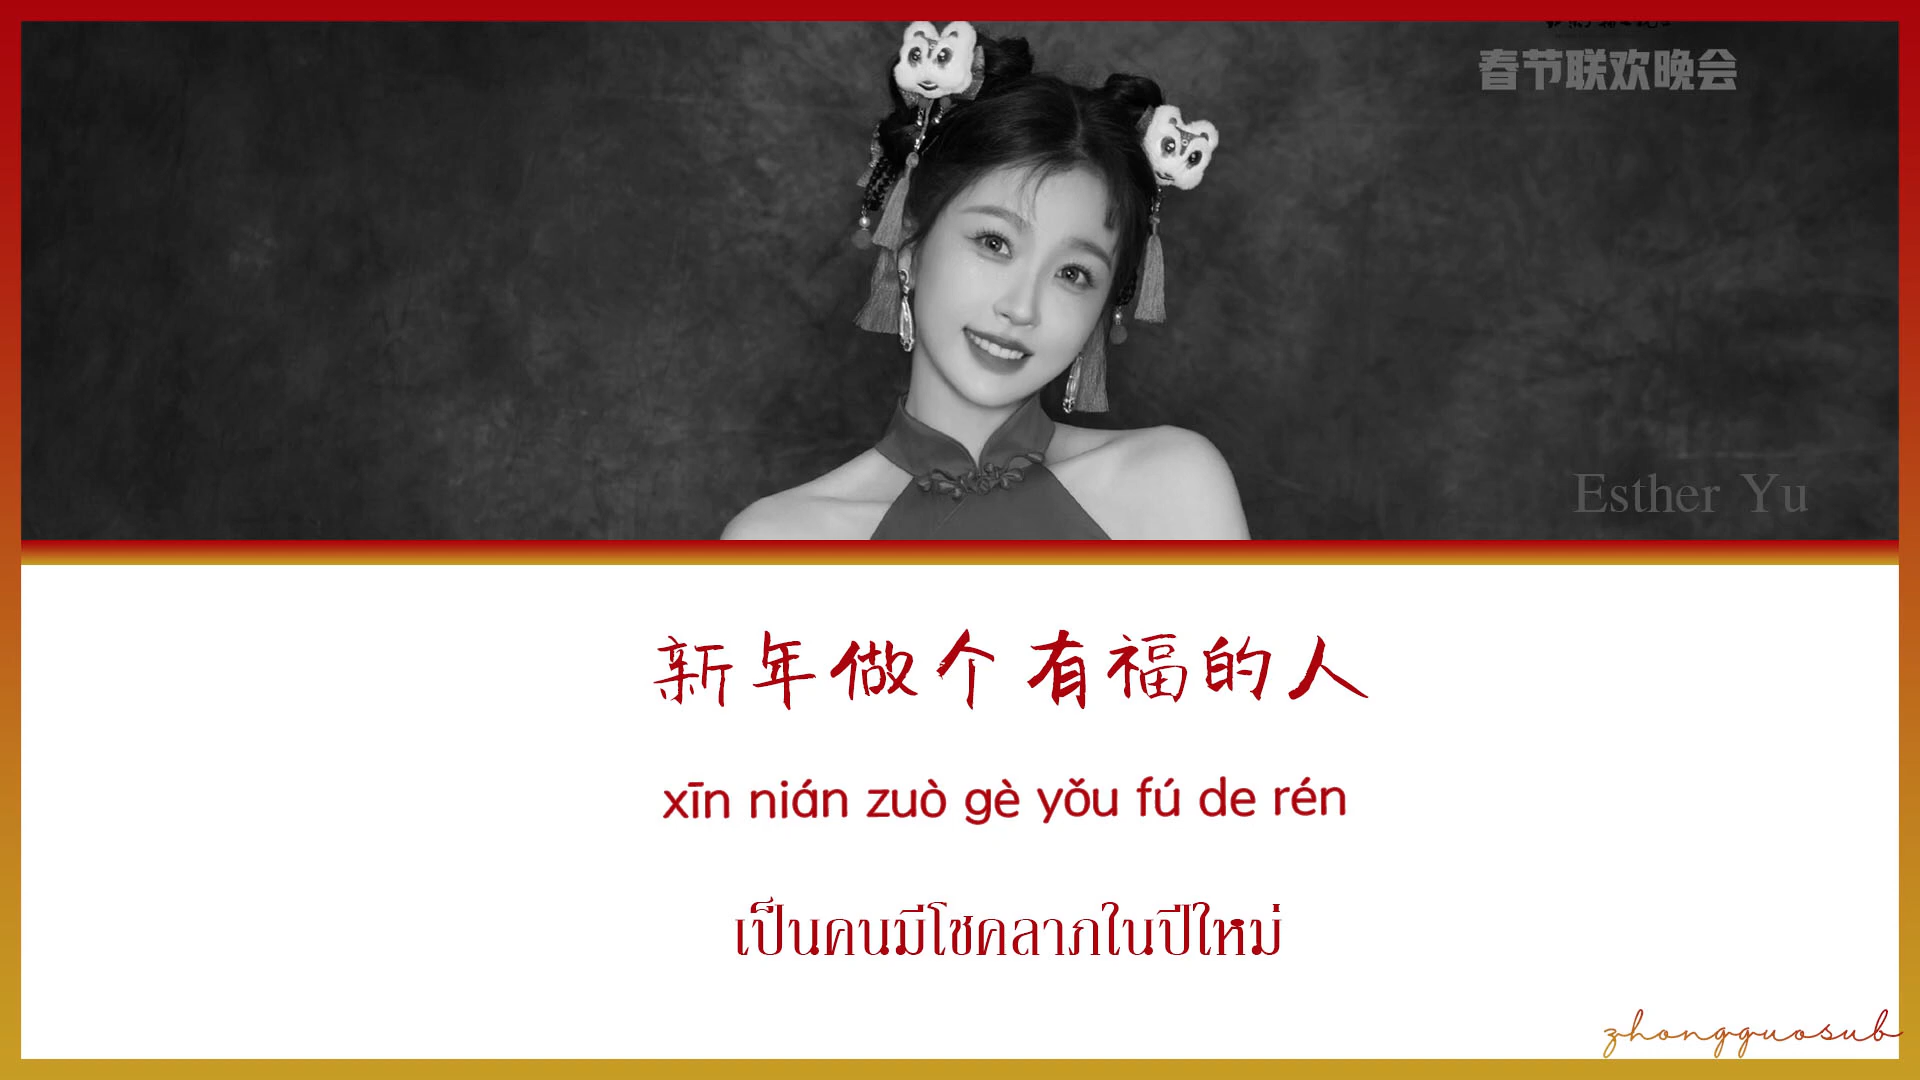 春节联欢晚会
Esther Yu
新年做个有福的人
xīn nián zuò gè yǒu fú de rén
เป็นคนมีโชคลาภในปีใหม่
zhongguosub